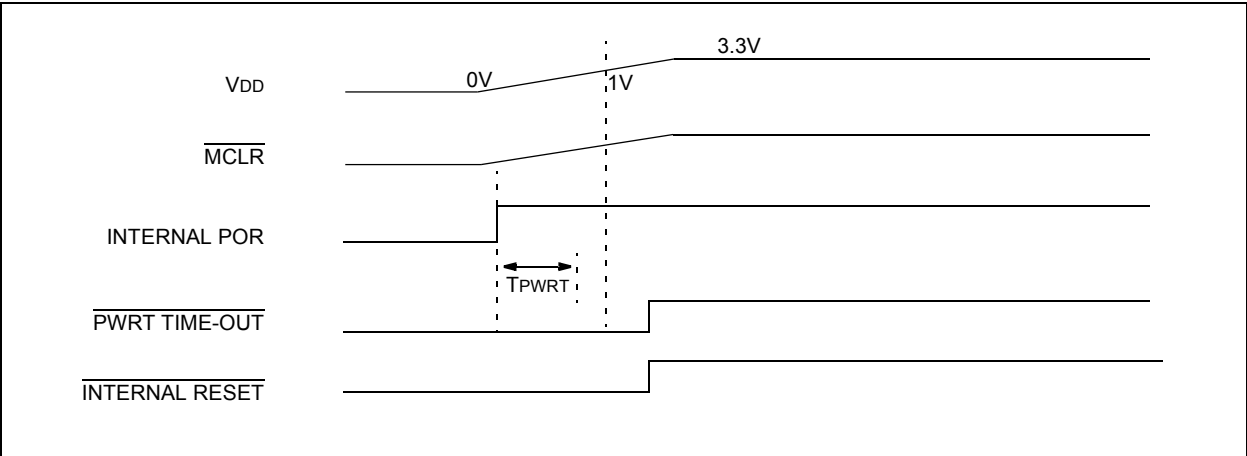 3.3V
VDD
0V
1V
MCLR
INTERNAL POR
TPWRT
PWRT TIME-OUT
INTERNAL RESET